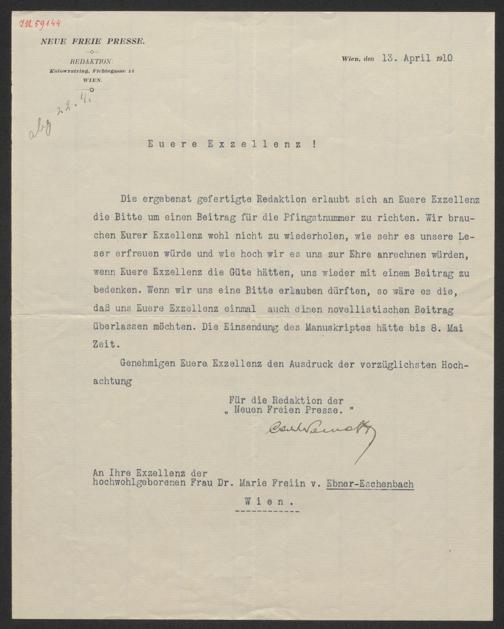 IN 59144
NEUE FREIE PRESSE.
REDAKTION
Kolowratring, Fichtegasse 11
WIEN.
Wien, den 13. April 1910
abg 22. 4.
Euere Exzellenz !
Die ergebenst gefertigte Redaktion erlaubt sich an Euere Exzellenz
die Bitte um einen Beitrag für die Pfingstnummer zu richten. Wir brau-
chen Eurer Exzellenz wohl nicht zu wiederholen, wie sehr es unsere Le-
ser erfreuen würde und wie hoch wir es uns zur Ehre anrechnen würden,
wenn Euere Exzellenz die Güte hätten, uns wieder mit einem Beitrag zu
bedenken. Wenn wir uns eine Bitte erlauben dürften, so wäre es die,
daß uns Euere Exzellenz einmal auch einen novellistischen Beitrag
überlassen möchten. Die Einsendung des Manuskriptes hätte bis 8. Mai
Zeit.
Genehmigen Euere Exzellenz den Ausdruck der vorzüglichsten Hoch-
achtung
Für die Redaktion der
„ Neuen Freien Presse. "
An Ihre Exzellenz der
hochwohlgeborenen Frau Dr. Marie Freiin v. Ebner-Eschenbach
Wien.